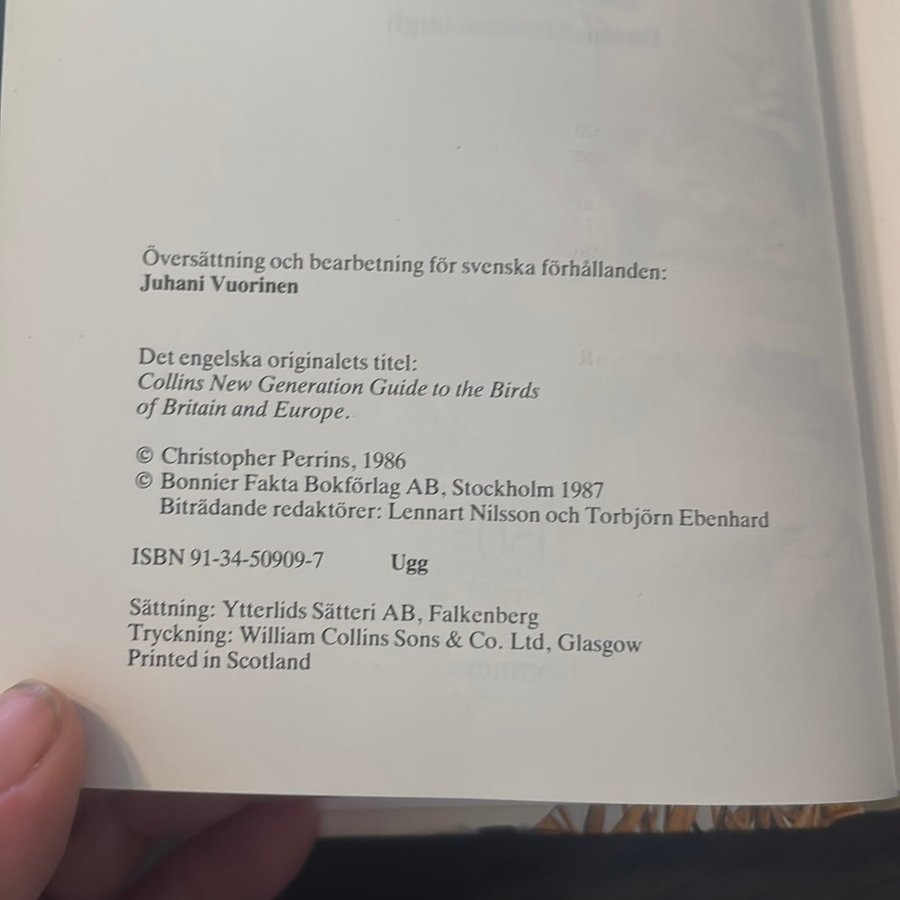 Översättning och bearbetning för svenska förhållanden:
Juhani Vuorinen
Det engelska originalets titel:
Collins New Generation Guide to the Birds
of Britain and Europe.
© Christopher Perrins, 1986
© Bonnier Fakta Bokförlag AB, Stockholm 1987
Biträdande redaktörer: Lennart Nilsson och Torbjörn Ebenhard
ISBN 91-34-50909-7 Ugg
Sättning: Ytterlids Sätteri AB, Falkenberg
Tryckning: William Collins Sons & Co. Ltd, Glasgow
Printed in Scotland